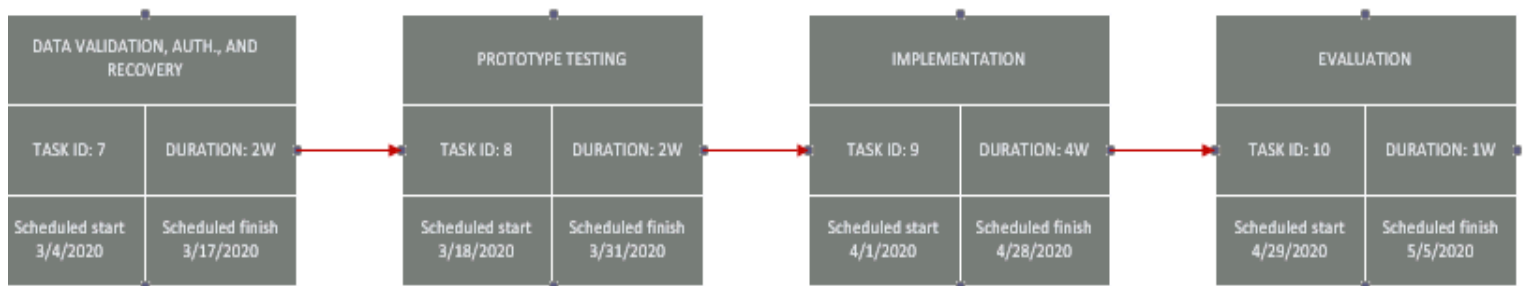 DATA VALIDATION, AUTH., AND
RECOVERY
TASK ID: 7
DURATION: 2W
Scheduled start
3/4/2020
Scheduled finish
3/17/2020
PROTOTYPE TESTING
TASK ID: 8
DURATION: 2W
Scheduled start
3/18/2020
Scheduled finish
3/31/2020
IMPLEMENTATION
TASK ID: 9
DURATION: 4W
Scheduled start
4/1/2020
Scheduled finish
4/28/2020
EVALUATION
TASK ID: 10
DURATION: 1W
Scheduled start
4/29/2020
Scheduled finish
5/5/2020